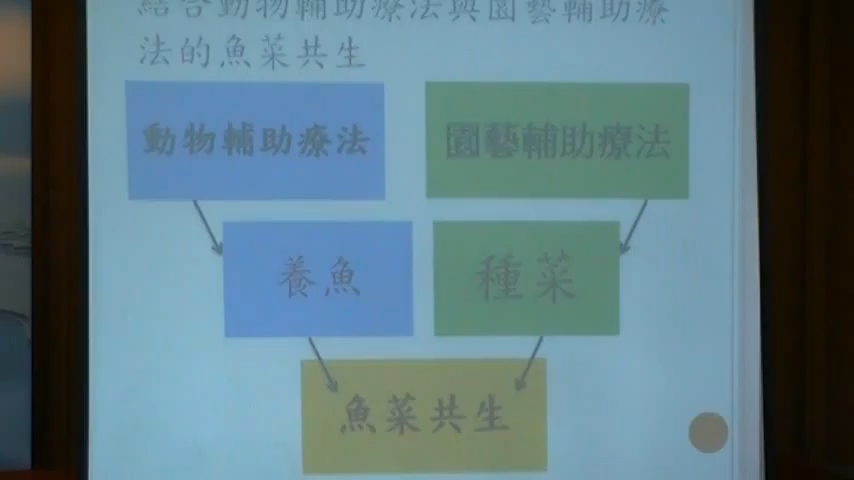 結合動物輔助療法與園藝輔助療
法的魚菜共生
動物輔助療法
園藝輔助療法
養魚
種菜
魚菜共生